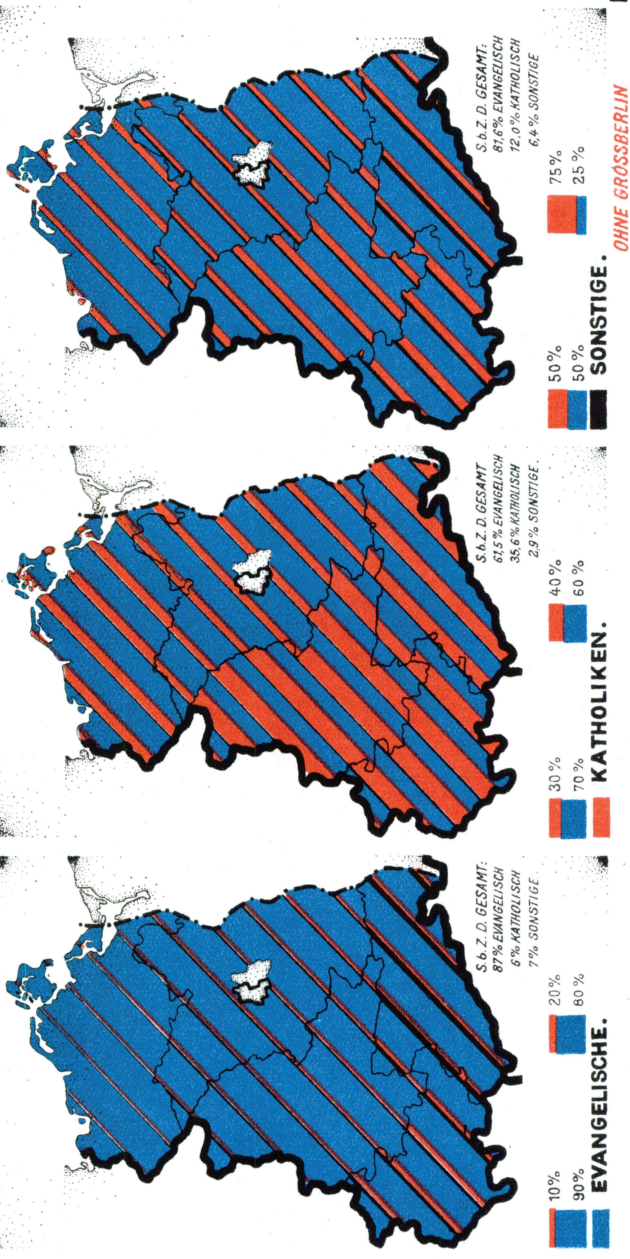 S.b.Z. D. GESAMT:
87% EVANGELISCH
6% KATHOLISCH
7% SONSTIGE
10%
90%
20%
80%
EVANGELISCHE.
S.b.Z. D. GESAMT
61,5% EVANGELISCH
35,6% KATHOLISCH
2,9% SONSTIGE.
30%
70%
40%
60%
KATHOLIKEN.
S.b.Z. D. GESAMT:
81,6% EVANGELISCH
12,0% KATHOLISCH
6,4% SONSTIGE
50%
50%
75%
25%
SONSTIGE.
OHNE GRÖSSBERLIN